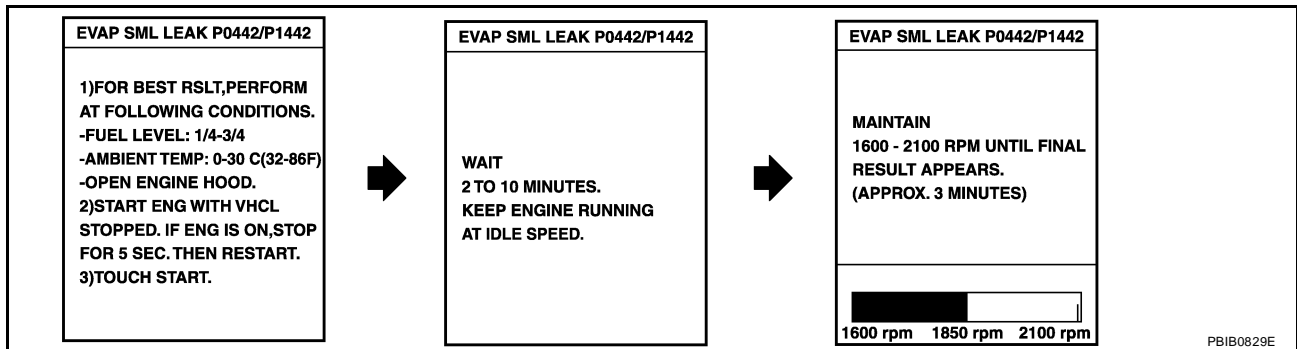 EVAP SML LEAK P0442/P1442
1)FOR BEST RSLT,PERFORM
AT FOLLOWING CONDITIONS.
-FUEL LEVEL: 1/4-3/4
-AMBIENT TEMP: 0-30 C(32-86F)
-OPEN ENGINE HOOD.
2)START ENG WITH VHCL
STOPPED. IF ENG IS ON,STOP
FOR 5 SEC. THEN RESTART.
3)TOUCH START.
EVAP SML LEAK P0442/P1442
WAIT
2 TO 10 MINUTES.
KEEP ENGINE RUNNING
AT IDLE SPEED.
EVAP SML LEAK P0442/P1442
MAINTAIN
1600 - 2100 RPM UNTIL FINAL
RESULT APPEARS.
(APPROX. 3 MINUTES)
1600 rpm 1850 rpm 2100 rpm
PBIB0829E